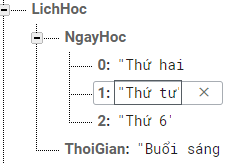 LichHoc
NgayHoc
0: "Thứ hai
1: "Thứ tư'
2: "Thứ 6'
ThoiGian: "Buổi sáng